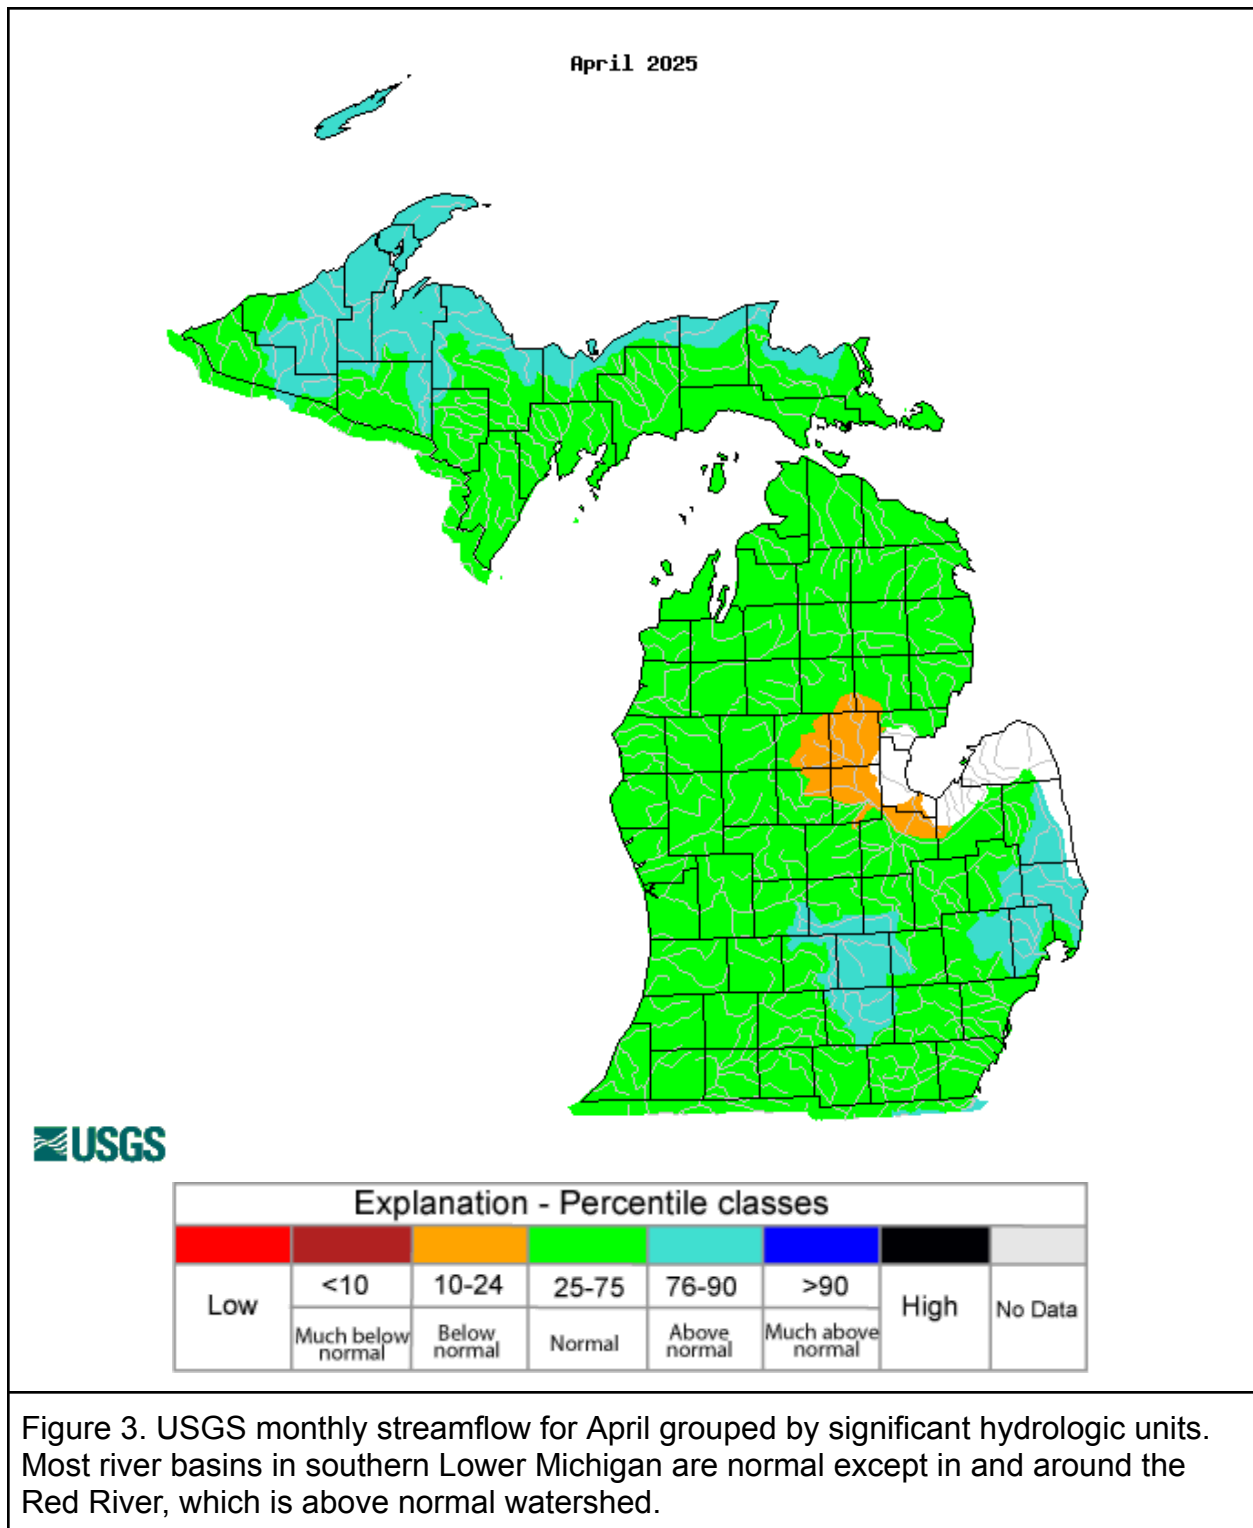 April 2025
USGS
Explanation - Percentile classes
Low
<10
10-24
25-75
76-90
>90
High
No Data
Much below
normal
Below
normal
Normal
Above
normal
Much above
normal
Figure 3. USGS monthly streamflow for April grouped by significant hydrologic units.
Most river basins in southern Lower Michigan are normal except in and around the
Red River, which is above normal watershed.